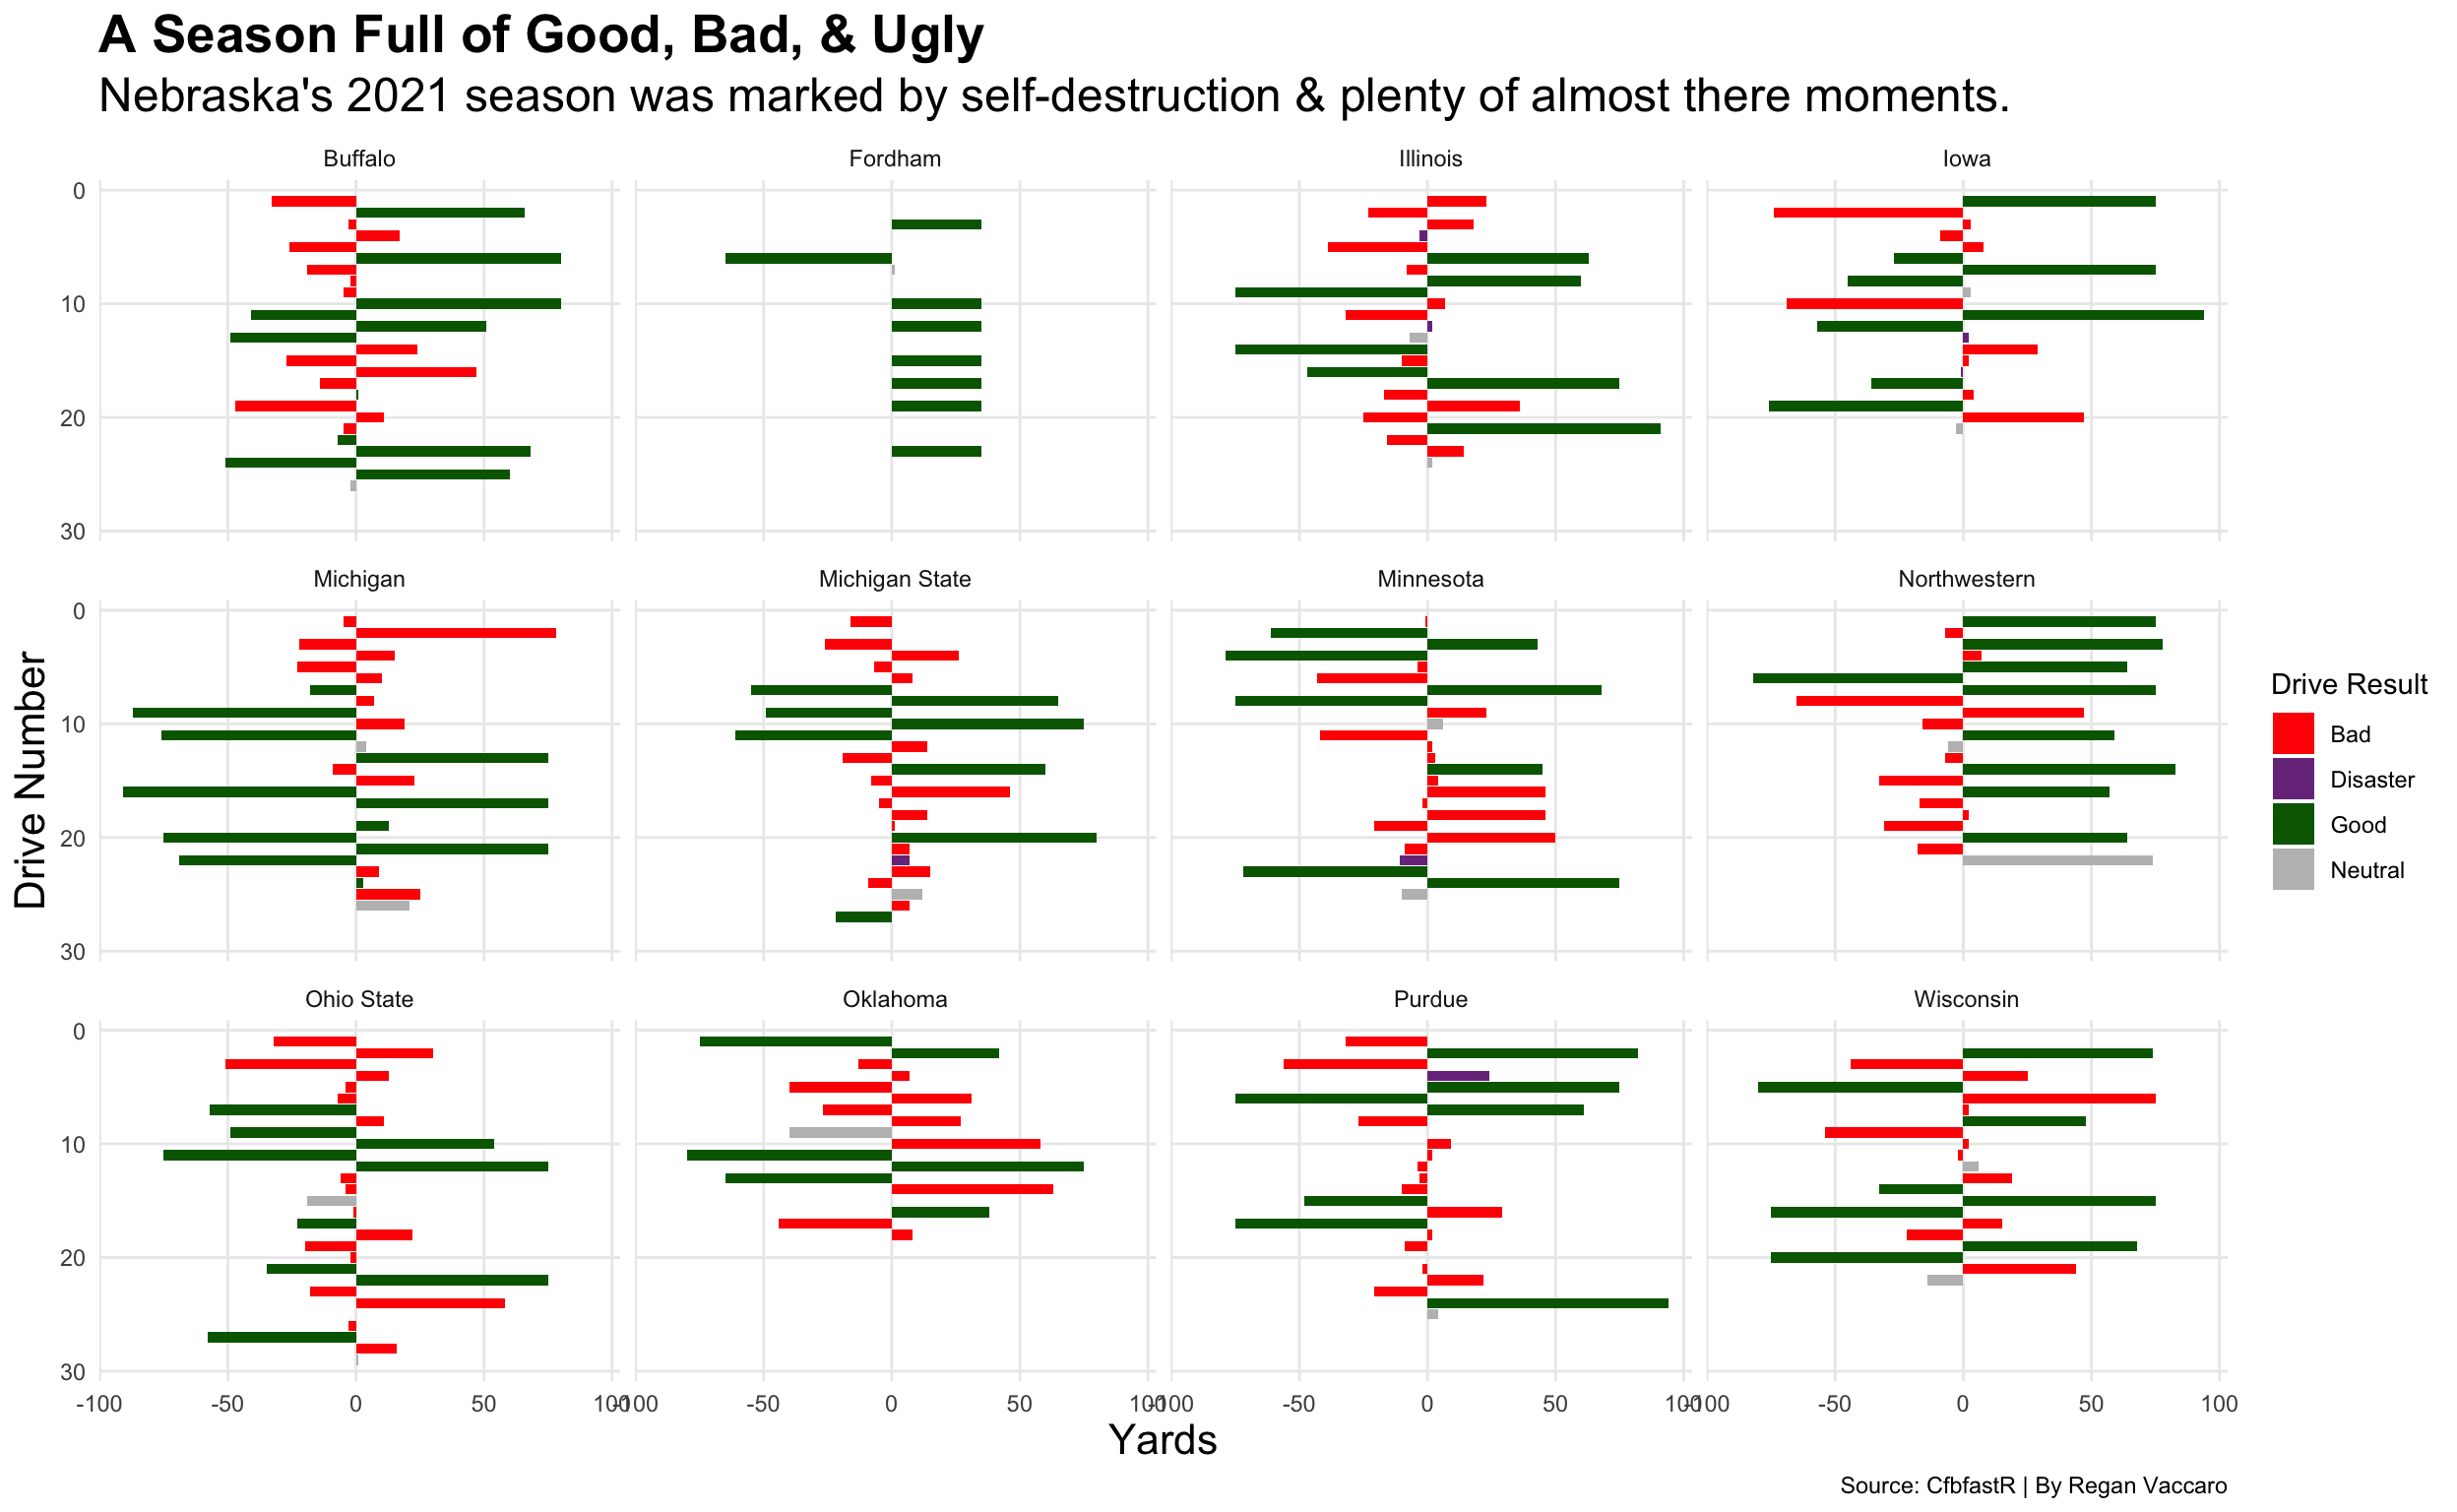 A Season Full of Good, Bad, & Ugly
Nebraska's 2021 season was marked by self-destruction & plenty of almost there moments.
Buffalo Fordham Illinois Iowa
0
10
20
30
Michigan Michigan State Minnesota Northwestern
0
10
20
30
Ohio State Oklahoma Purdue Wisconsin
0
10
20
30
-100 -50 0 50 100 -100 -50 0 50 100 -100 -50 0 50 100 -100 -50 0 50 100
Yards
Drive Number
Drive Result
Bad
Disaster
Good
Neutral
Source: CfbfastR | By Regan Vaccaro